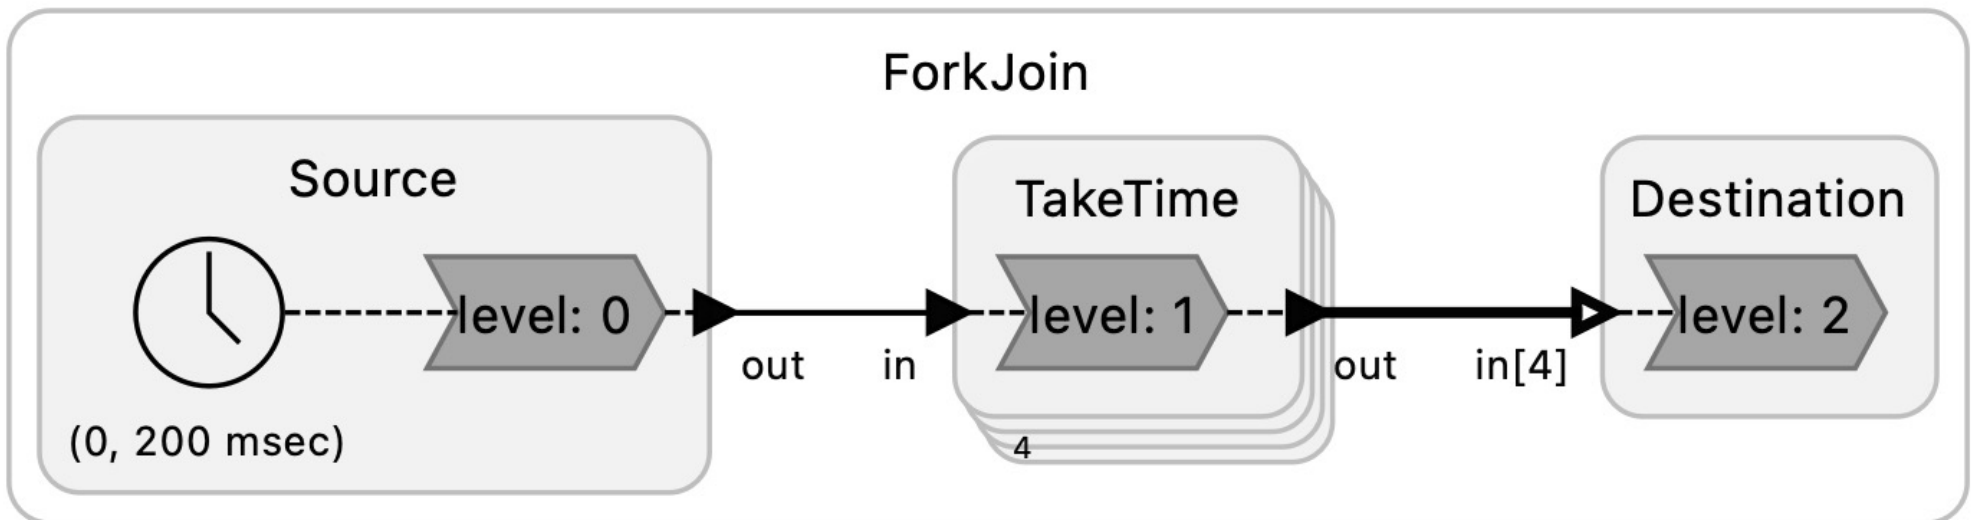 ForkJoin
Source
TakeTime
Destination
level: 0
level: 1
level: 2
out
in
out
in[4]
(0, 200 msec)
4